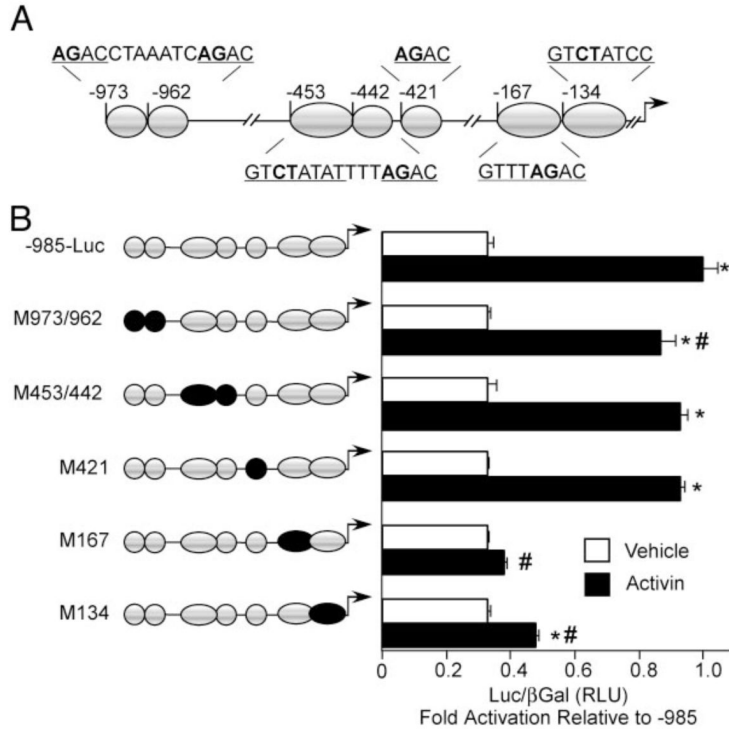 A
AGACCTAAATCAGAC AGAC GTCTATCC
-973 -962 -453 -442 -421 -167 -134
GTCTATATTTTAGAC GTTTAGAC
B
-985-Luc
*
M973/962
* #
M453/442
*
M421
*
M167
#
Vehicle
Activin
M134
*#
0 0.2 0.4 0.6 0.8 1.0
Luc/βGal (RLU)
Fold Activation Relative to -985